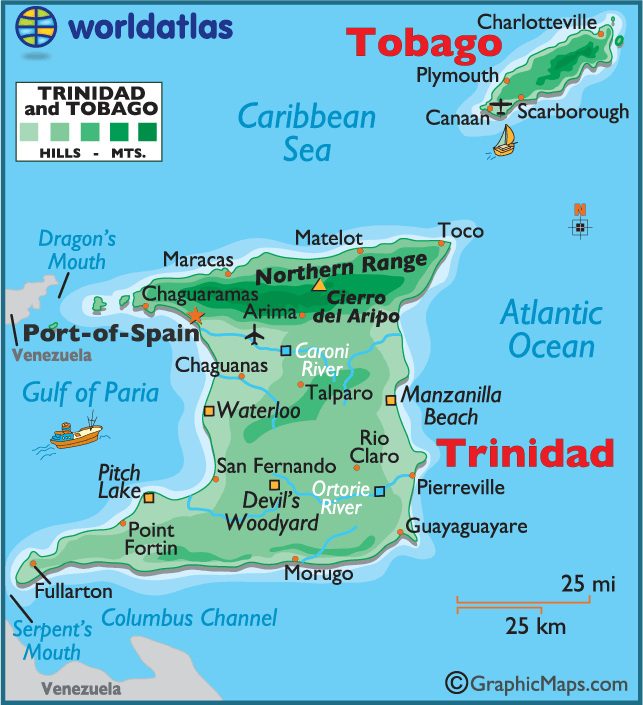 worldatlas
Tobago
Charlotteville
Plymouth
Canaan
Scarborough
TRINIDAD
and TOBAGO
HILLS - MTS.
Caribbean
Sea
N
Dragon's
Mouth
Maracas
Matelot
Toco
Northern Range
Chaguaramas
Cierro
del Aripo
Arima
Port-of-Spain
Venezuela
Atlantic
Ocean
Caroni
River
Chaguanas
Gulf of Paria
Talparo
Manzanilla
Beach
Waterloo
Rio
Claro
Trinidad
San Fernando
Pitch
Lake
Devil's
Woodyard
Ortorie
River
Pierreville
Point
Fortin
Guayaguayare
Morugo
Fullarton
25 mi
25 km
Columbus Channel
Serpent's
Mouth
Venezuela
©GraphicMaps.com